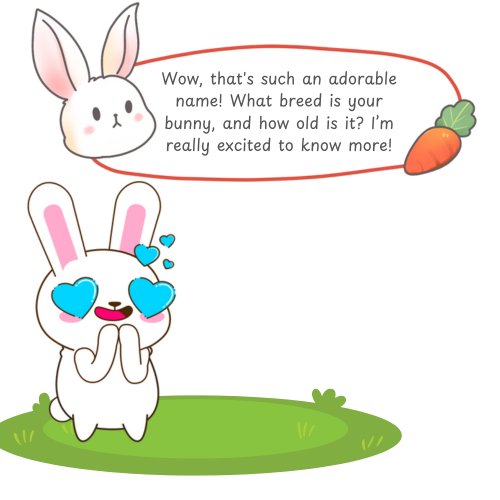 Wow, that's such an adorable
name! What breed is your
bunny, and how old is it? I’m
really excited to know more!